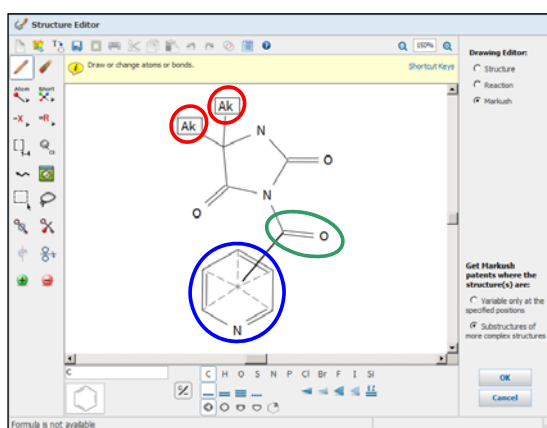 Structure Editor
150%
Draw or change atoms or bonds.
Shortcut Keys
Drawing Editor:
Structure
Reaction
Markush
Atom
Short
-X
-R
Ak
Ak
N
O
N
O
O
N
Get Markush
patents where the
structure(s) are:
Variable only at the
specified positions
Substructures of
more complex structures
C
C H O S N P Cl Br F I Si
OK
Cancel
Formula is not available